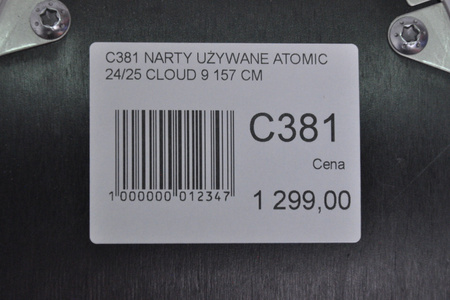 C381 NARTY UŻYWANE ATOMIC
24/25 CLOUD 9 157 CM
C381
Cena
1 000000 012347
1 299,00